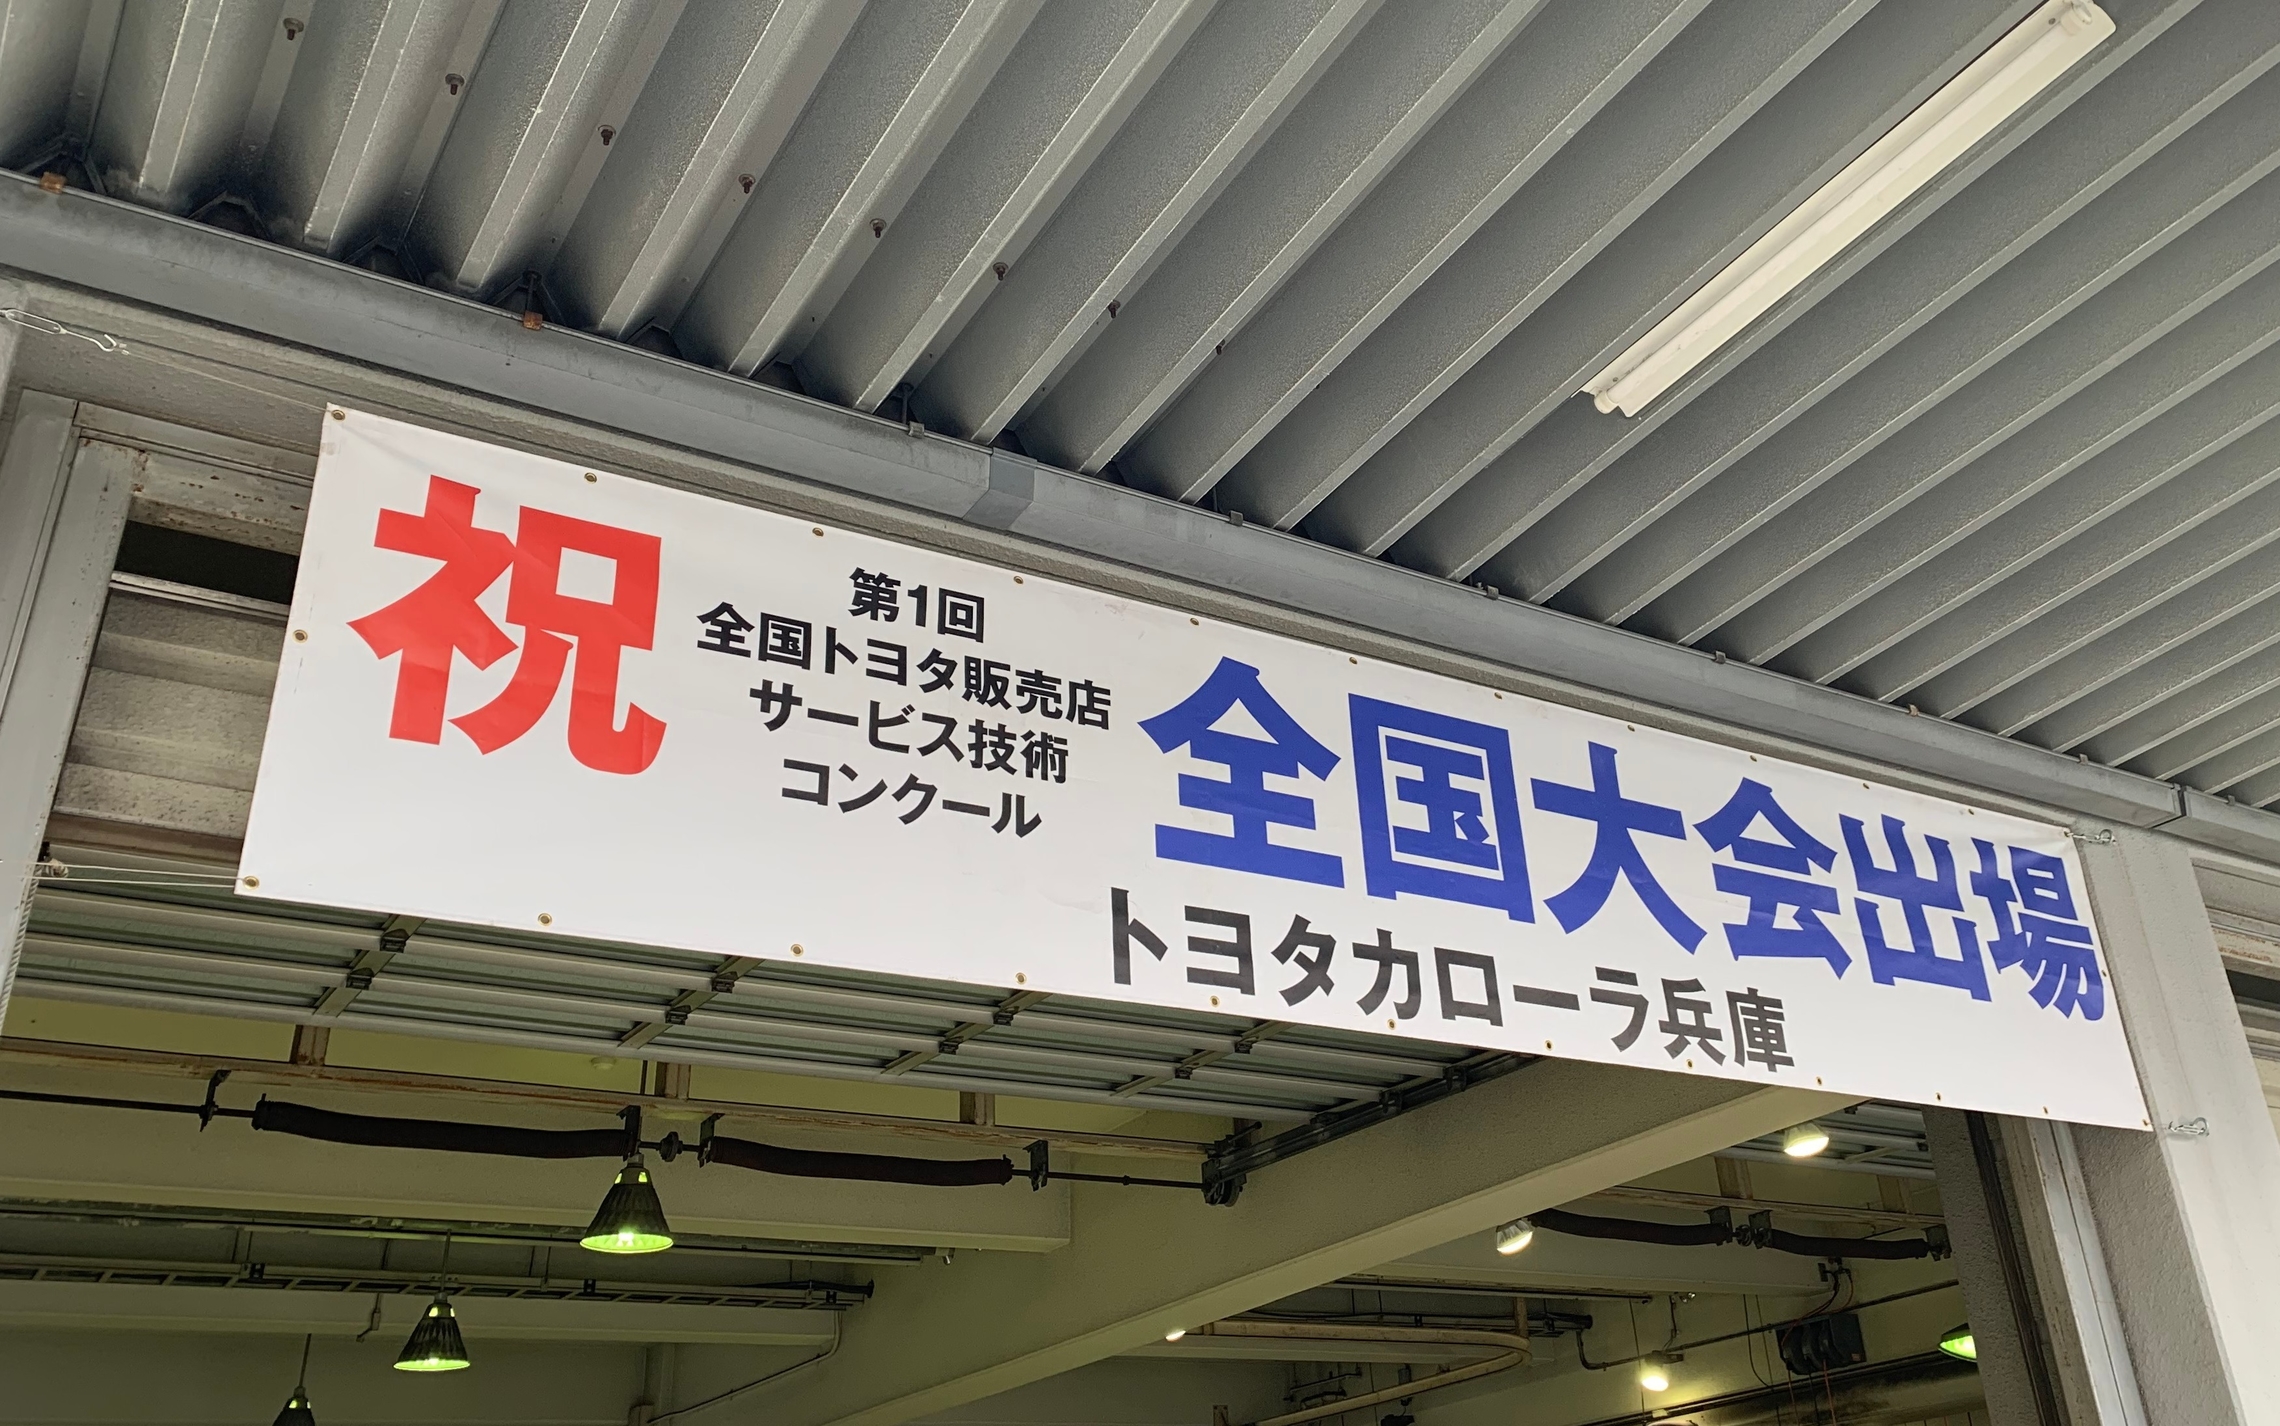 祝
第1回
全国トヨタ販売店
サービス技術
コンクール
全国大会出場
トヨタカローラ兵庫